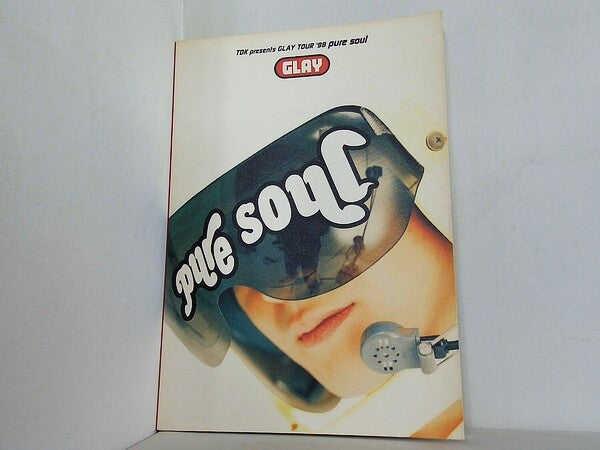 TDK presents GLAY TOUR '98 pure soul
GLAY
pure soul